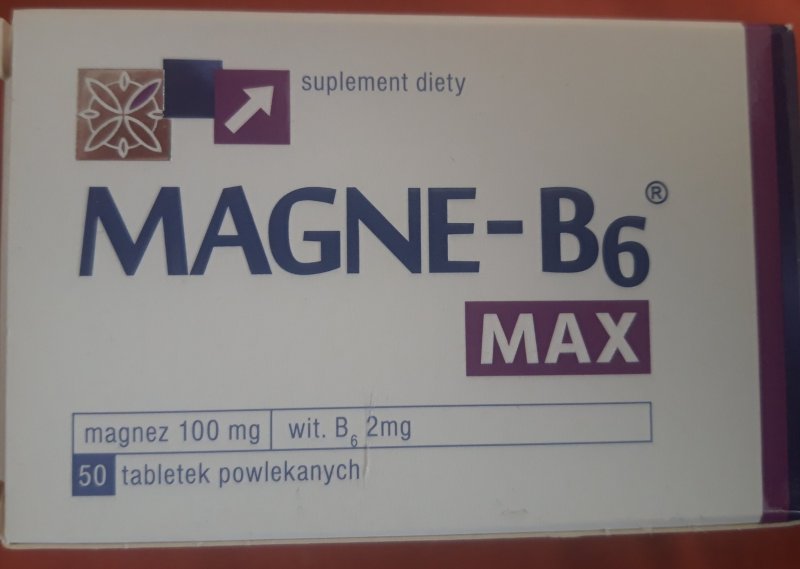 suplement diety
MAGNE-B6®
MAX
magnez 100 mg wit. B6 2mg
50 tabletek powlekanych